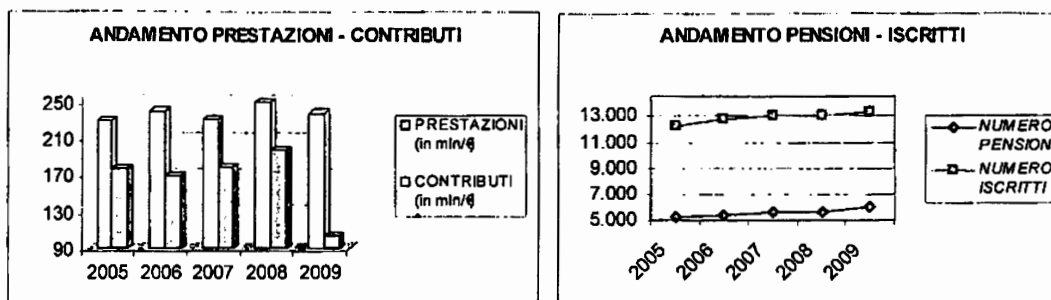 ANDAMENTO PRESTAZIONI - CONTRIBUTI
250
210
170
130
90
2005 2006 2007 2008 2009
PRESTAZIONI
(in mln/€)
CONTRIBUTI
(in mln/€)
ANDAMENTO PENSIONI - ISCRITTI
13.000
11.000
9.000
7.000
5.000
2005 2006 2007 2008 2009
NUMERO
PENSION
NUMERO
ISCRITTI